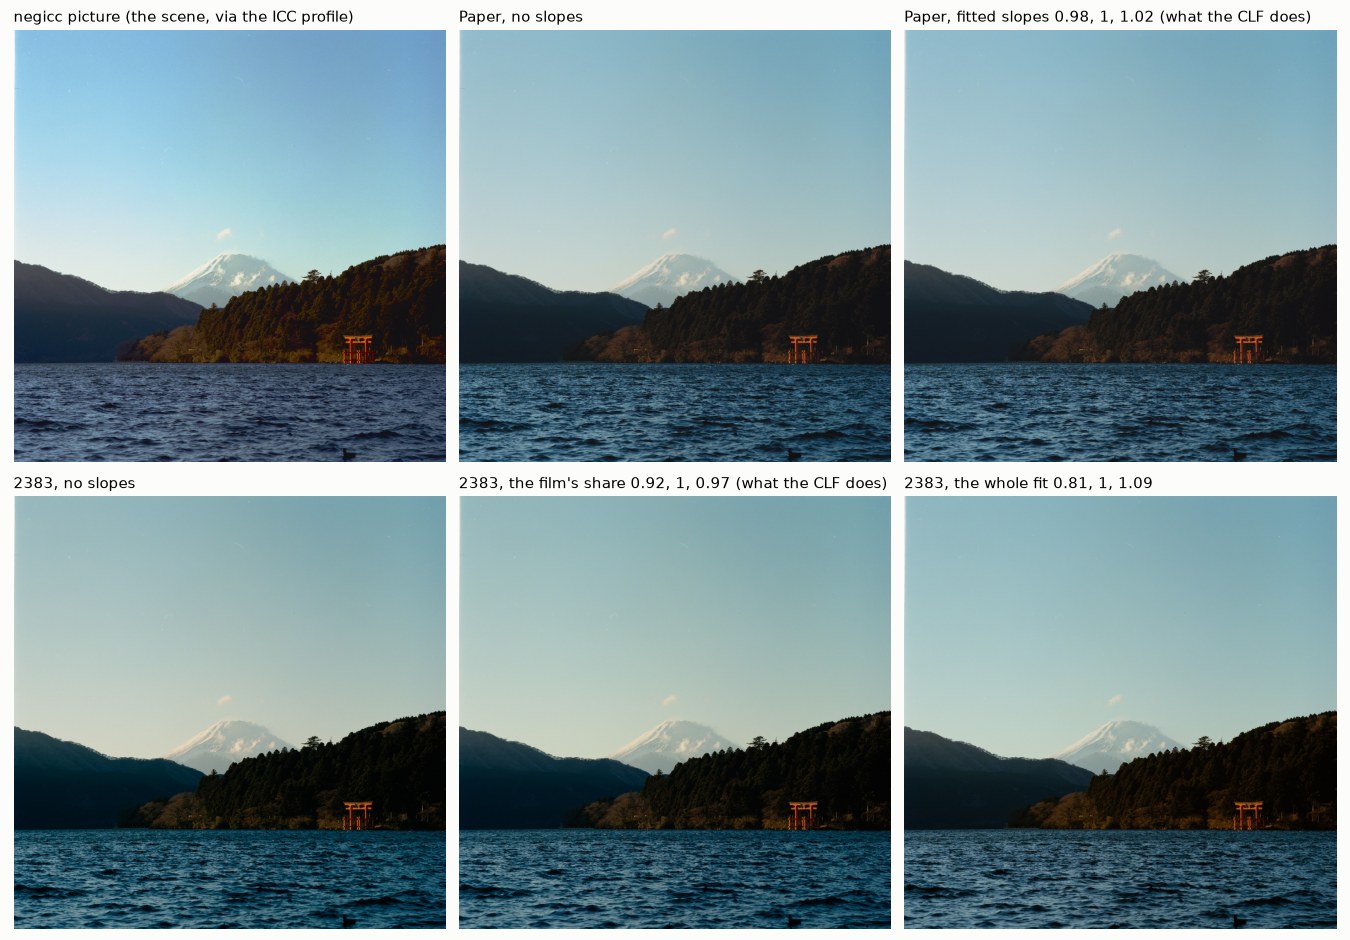 negicc picture (the scene, via the ICC profile)
Paper, no slopes
Paper, fitted slopes 0.98, 1, 1.02 (what the CLF does)
2383, no slopes
2383, the film's share 0.92, 1, 0.97 (what the CLF does)
2383, the whole fit 0.81, 1, 1.09